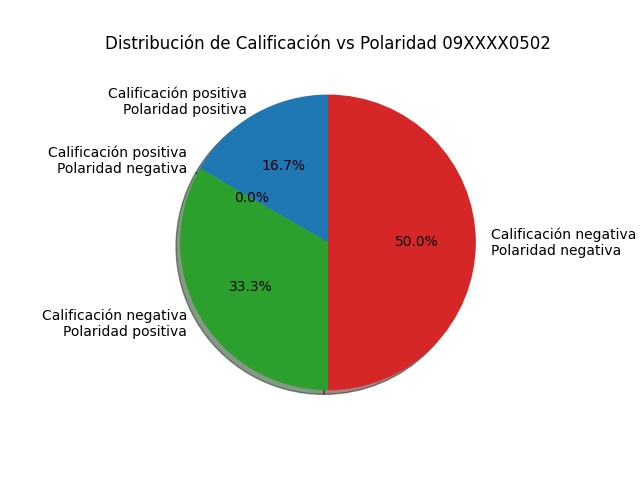 Distribución de Calificación vs Polaridad 09XXXX0502
Calificación positiva
Polaridad positiva
16.7%
Calificación positiva
Polaridad negativa
0.0%
Calificación negativa
Polaridad negativa
50.0%
33.3%
Calificación negativa
Polaridad positiva